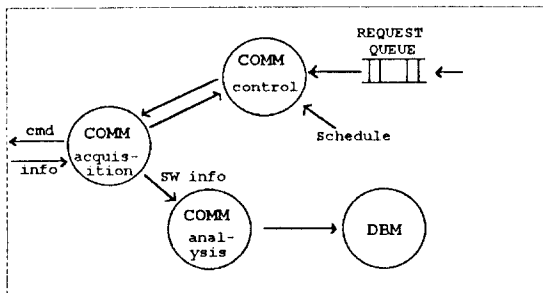 REQUEST
QUEUE
COMM
control
Schedule
cmd
info
COMM
acquis-
ition
SW info
COMM
anal-
ysis
DBM